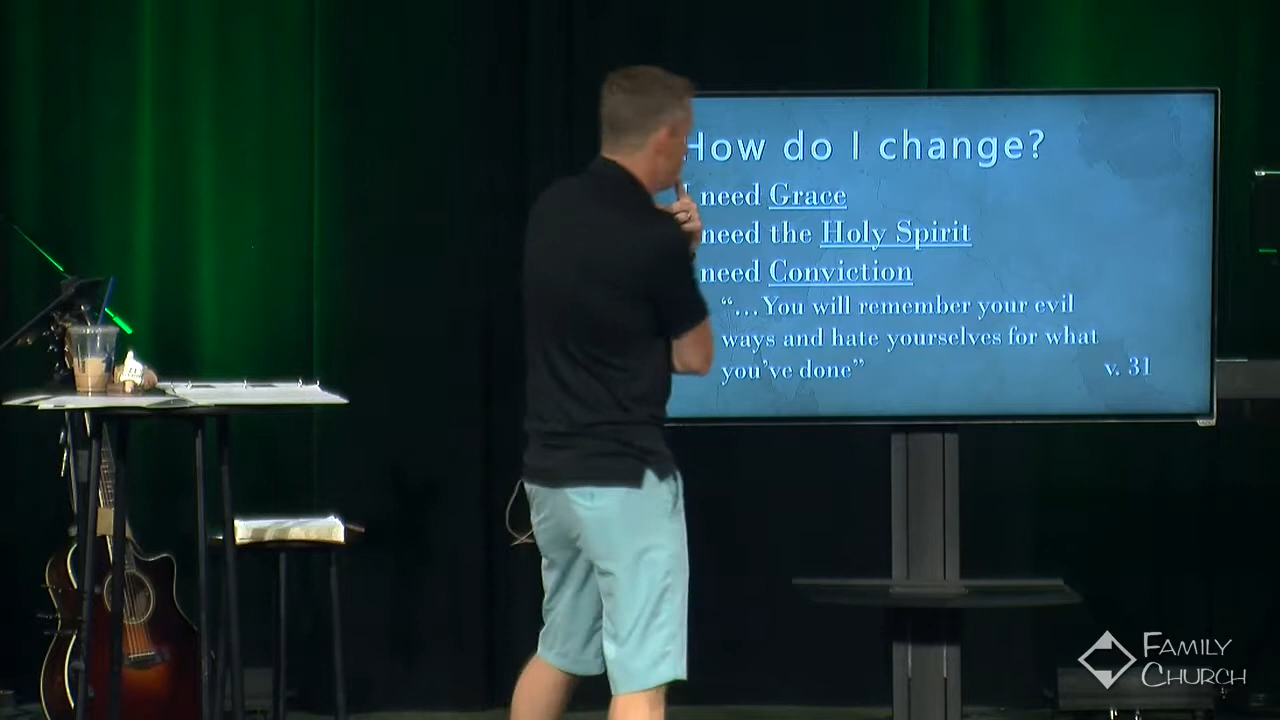 How do I change?
I need Grace
need the Holy Spirit
need Conviction
“...You will remember your evil
ways and hate yourselves for what
you’ve done”
v. 31
FAMILY
CHURCH